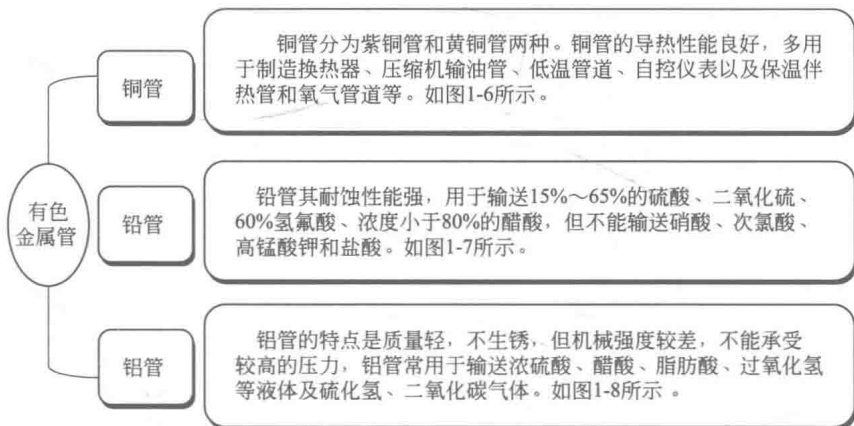 铜管分为紫铜管和黄铜管两种。铜管的导热性能良好，多用
于制造换热器、压缩机输油管、低温管道、自控仪表以及保温伴
热管和氧气管道等。如图1-6所示。
铜管
铅管其耐蚀性能强，用于输送15%～65%的硫酸、二氧化硫、
60%氢氟酸、浓度小于80%的醋酸，但不能输送硝酸、次氯酸、
高锰酸钾和盐酸。如图1-7所示。
有色
金属管
铅管
铝管的特点是质量轻，不生锈，但机械强度较差，不能承受
较高的压力，铝管常用于输送浓硫酸、醋酸、脂肪酸、过氧化氢
等液体及硫化氢、二氧化碳气体。如图1-8所示 。
铝管